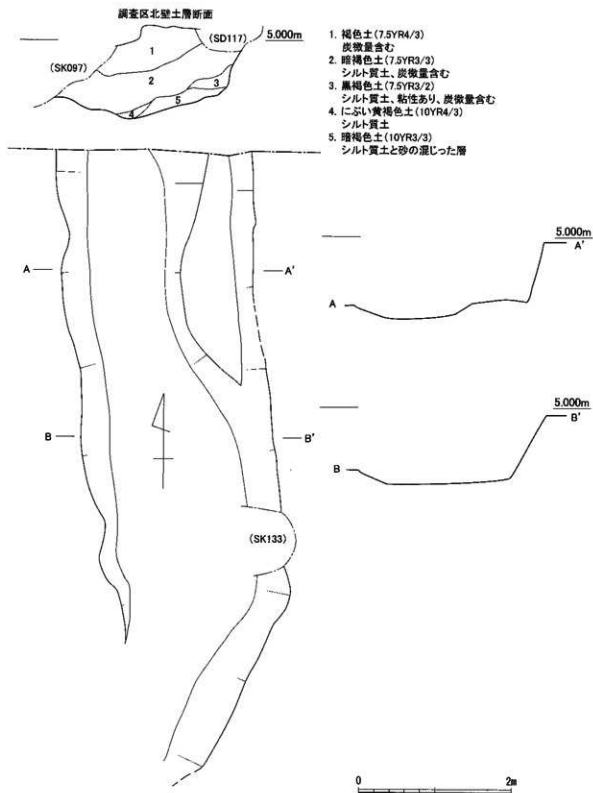 調査区北壁土層断面
(SK097)
(SD117)
5.000m
1
2
3
4
5
1. 褐色土(7.5YR4/3)
炭微量含む
2. 暗褐色土(7.5YR3/3)
シルト質土、炭微量含む
3. 黒褐色土(7.5YR3/2)
シルト質土、粘性あり、炭微量含む
4. にぶい黄褐色土(10YR4/3)
シルト質土
5. 暗褐色土(10YR3/3)
シルト質土と砂の混じった層
A
A'
5.000m
A'
A
B
B'
5.000m
B'
B
(SK133)
0
2m